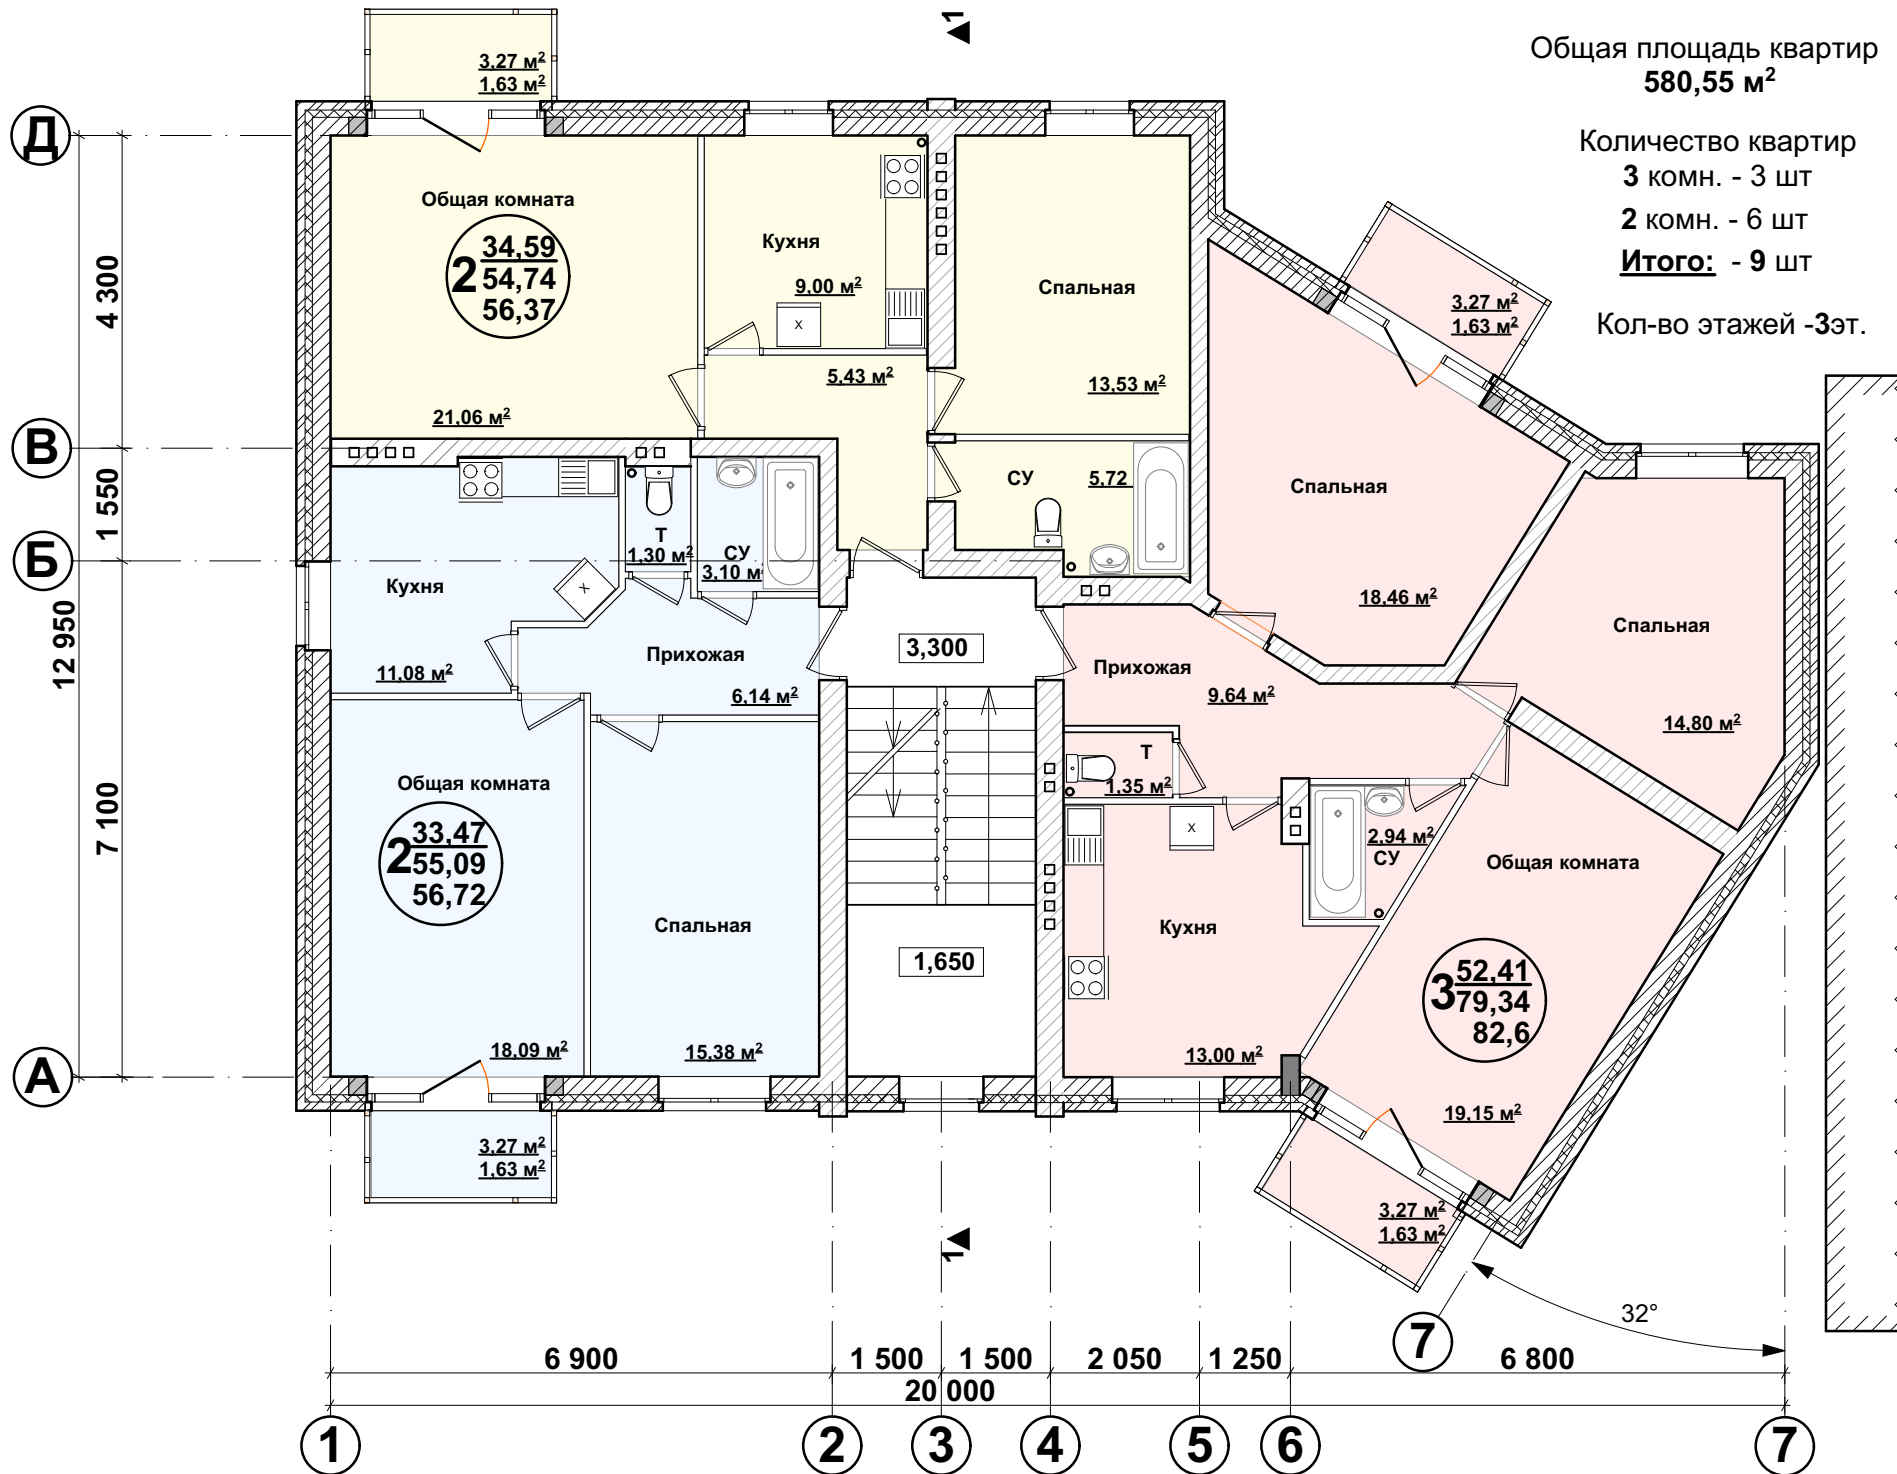 1
Общая площадь квартир
580,55 м²
Количество квартир
3 комн. - 3 шт
2 комн. - 6 шт
Итого: - 9 шт
Кол-во этажей -3эт.
3,27 м²
1,63 м²
Д
В
Б
А
4 300
1 550
7 100
12 950
Общая комната
2
34,59
54,74
56,37
21,06 м²
Кухня
9,00 м²
X
5,43 м²
Спальная
13,53 м²
СУ
5,72
3,27 м²
1,63 м²
Спальная
18,46 м²
Спальная
14,80 м²
Кухня
11,08 м²
X
Т
1,30 м²
СУ
3,10 м²
Прихожая
6,14 м²
3,300
Прихожая
9,64 м²
Т
1,35 м²
Общая комната
2
33,47
55,09
56,72
18,09 м²
Спальная
15,38 м²
1,650
X
Кухня
13,00 м²
2,94 м²
СУ
Общая комната
3
52,41
79,34
82,6
19,15 м²
3,27 м²
1,63 м²
3,27 м²
1,63 м²
1
32°
7
6 900
1 500
1 500
2 050
1 250
6 800
20 000
1
2
3
4
5
6
7